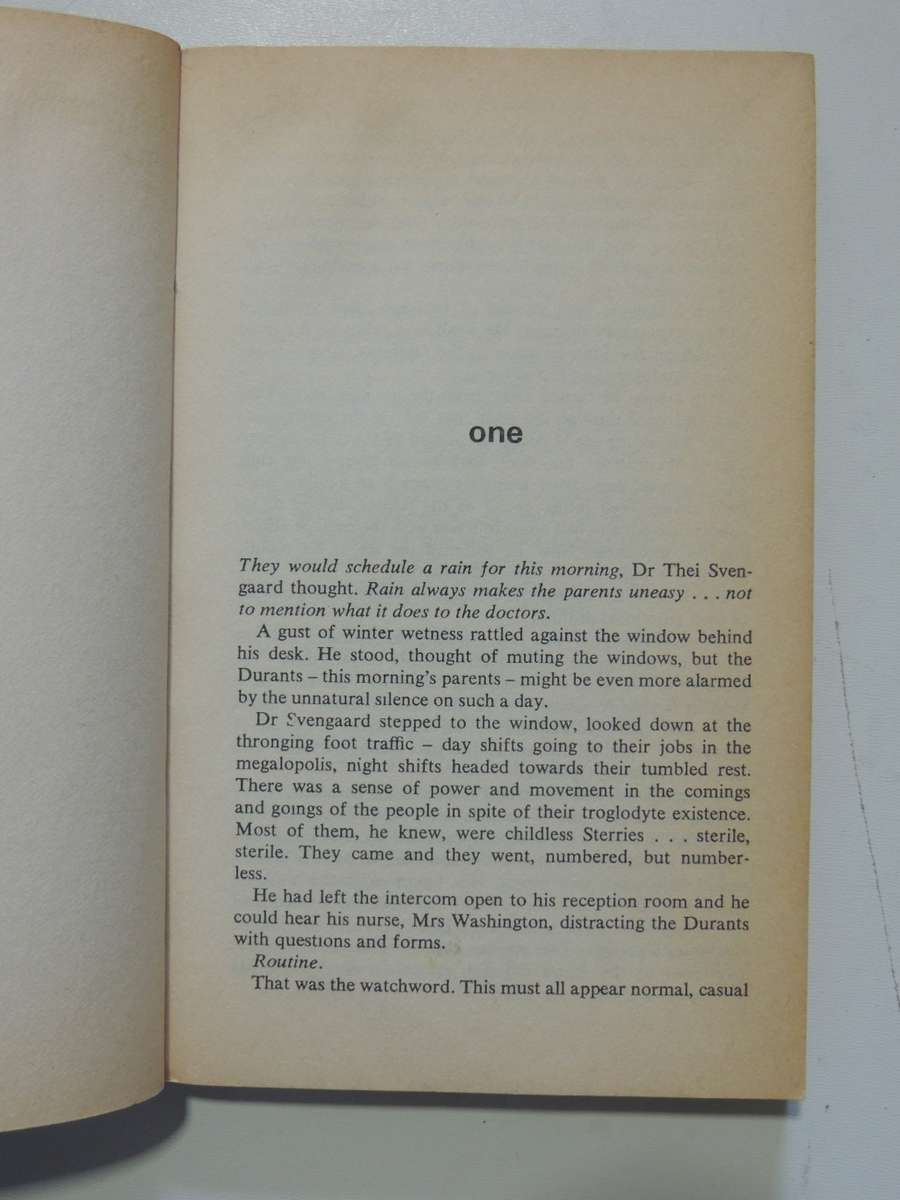 one
They would schedule a rain for this morning, Dr Thei Sven-
gaard thought. Rain always makes the parents uneasy . . . not
to mention what it does to the doctors.
A gust of winter wetness rattled against the window behind
his desk. He stood, thought of muting the windows, but the
Durants – this morning's parents – might be even more alarmed
by the unnatural silence on such a day.
Dr Svengaard stepped to the window, looked down at the
thronging foot traffic – day shifts going to their jobs in the
megalopolis, night shifts headed towards their tumbled rest.
There was a sense of power and movement in the comings
and goings of the people in spite of their troglodyte existence.
Most of them, he knew, were childless Sterries . . . sterile,
sterile. They came and they went, numbered, but number-
less.
He had left the intercom open to his reception room and he
could hear his nurse, Mrs Washington, distracting the Durants
with questions and forms.
Routine.
That was the watchword. This must all appear normal, casual